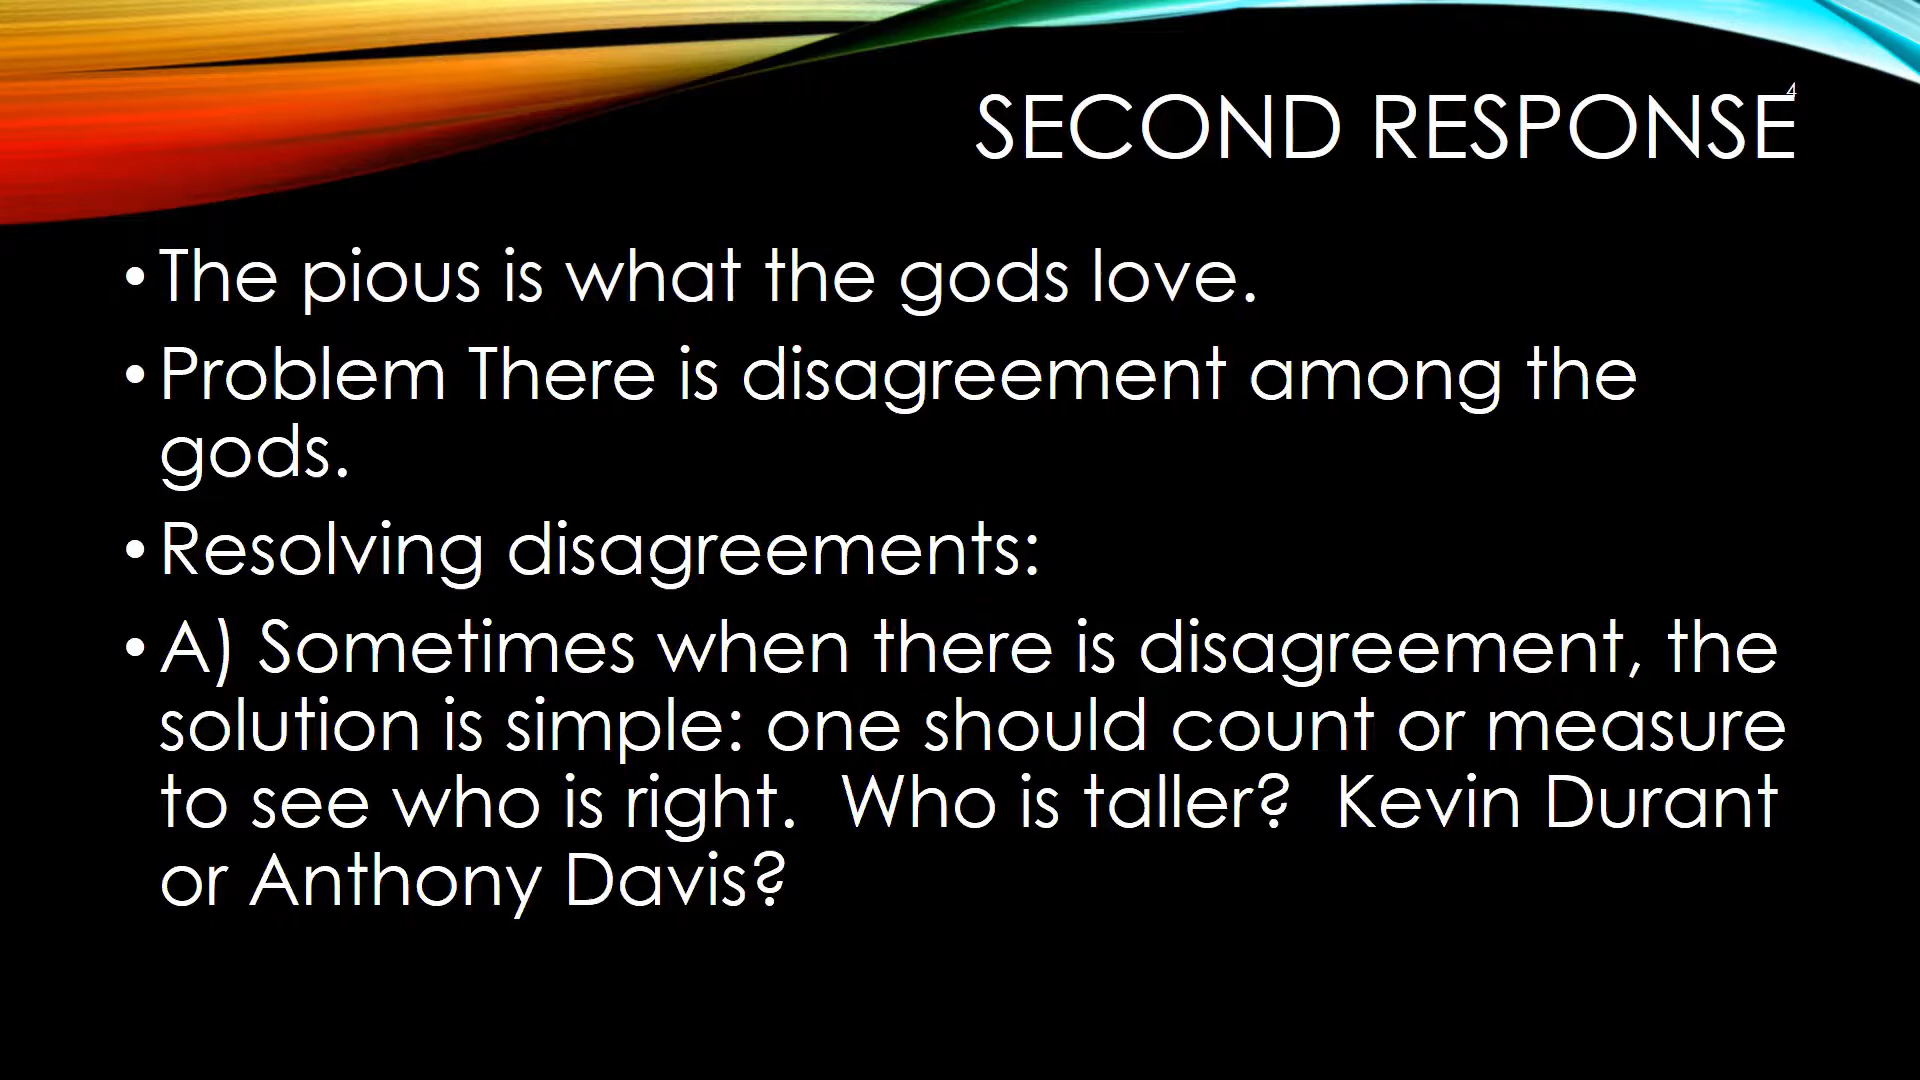 4
SECOND RESPONSE
• The pious is what the gods love.
• Problem There is disagreement among the
gods.
• Resolving disagreements:
• A) Sometimes when there is disagreement, the
solution is simple: one should count or measure
to see who is right.  Who is taller?  Kevin Durant
or Anthony Davis?